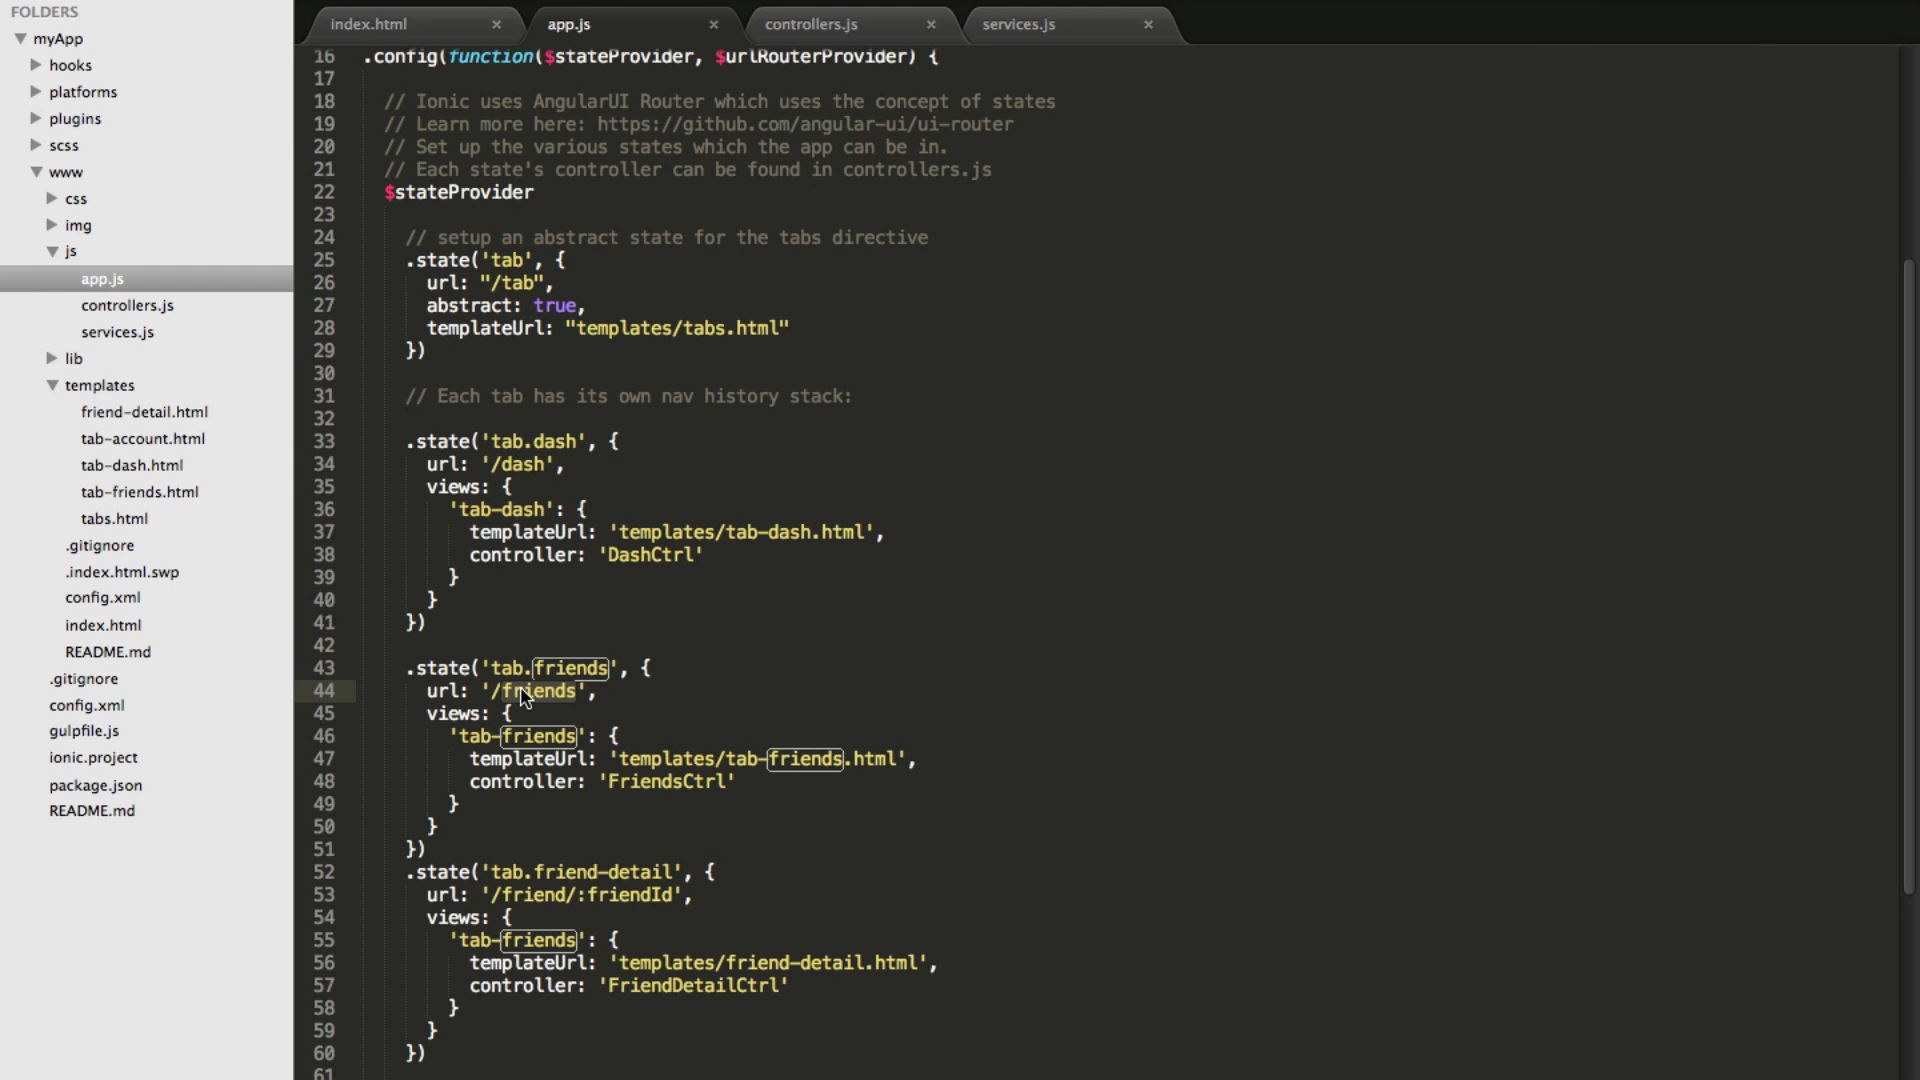 FOLDERS
myApp
hooks
platforms
plugins
scss
www
css
img
js
app.js
controllers.js
services.js
lib
templates
friend-detail.html
tab-account.html
tab-dash.html
tab-friends.html
tabs.html
.gitignore
.index.html.swp
config.xml
index.html
README.md
.gitignore
config.xml
gulpfile.js
ionic.project
package.json
README.md
index.html × app.js × controllers.js × services.js ×
16 .config(function($stateProvider, $urlRouterProvider) {
17
18 // Ionic uses AngularUI Router which uses the concept of states
19 // Learn more here: https://github.com/angular-ui/ui-router
20 // Set up the various states which the app can be in.
21 // Each state's controller can be found in controllers.js
22 $stateProvider
23
24 // setup an abstract state for the tabs directive
25 .state('tab', {
26 url: "/tab",
27 abstract: true,
28 templateUrl: "templates/tabs.html"
29 })
30
31 // Each tab has its own nav history stack:
32
33 .state('tab.dash', {
34 url: '/dash',
35 views: {
36 'tab-dash': {
37 templateUrl: 'templates/tab-dash.html',
38 controller: 'DashCtrl'
39 }
40 }
41 })
42
43 .state('tab.friends', {
44 url: '/friends',
45 views: {
46 'tab-friends': {
47 templateUrl: 'templates/tab-friends.html',
48 controller: 'FriendsCtrl'
49 }
50 }
51 })
52 .state('tab.friend-detail', {
53 url: '/friend/:friendId',
54 views: {
55 'tab-friends': {
56 templateUrl: 'templates/friend-detail.html',
57 controller: 'FriendDetailCtrl'
58 }
59 }
60 })
61